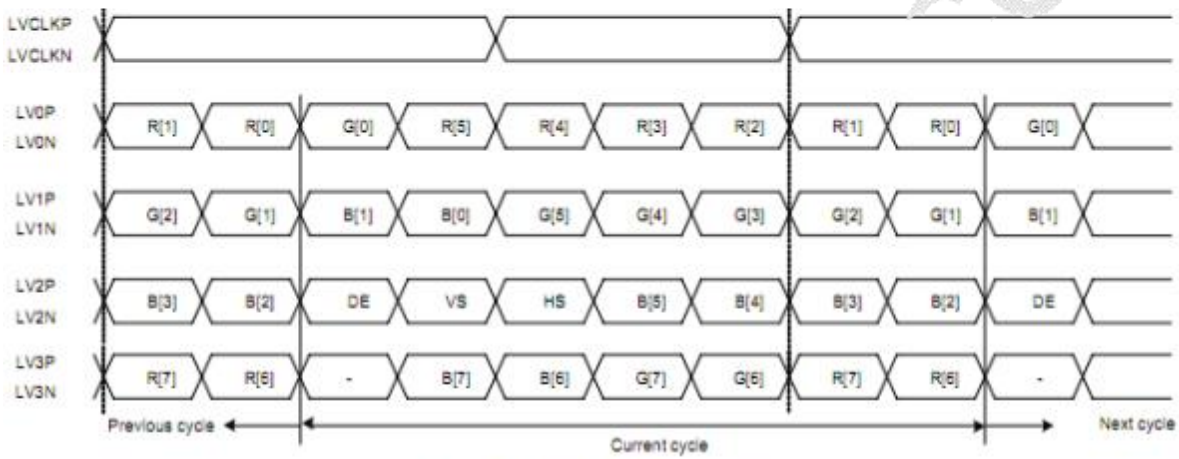 LVCLKP
LVCLKN
LV0P
LV0N
R[1] R[0] G[0] R[5] R[4] R[3] R[2] R[1] R[0] G[0]
LV1P
LV1N
G[2] G[1] B[1] B[0] G[5] G[4] G[3] G[2] G[1] B[1]
LV2P
LV2N
B[3] B[2] DE VS HS B[5] B[4] B[3] B[2] DE
LV3P
LV3N
R[7] R[6] - B[7] B[6] G[7] G[6] R[7] R[6] -
Previous cycle
Current cycle
Next cycle